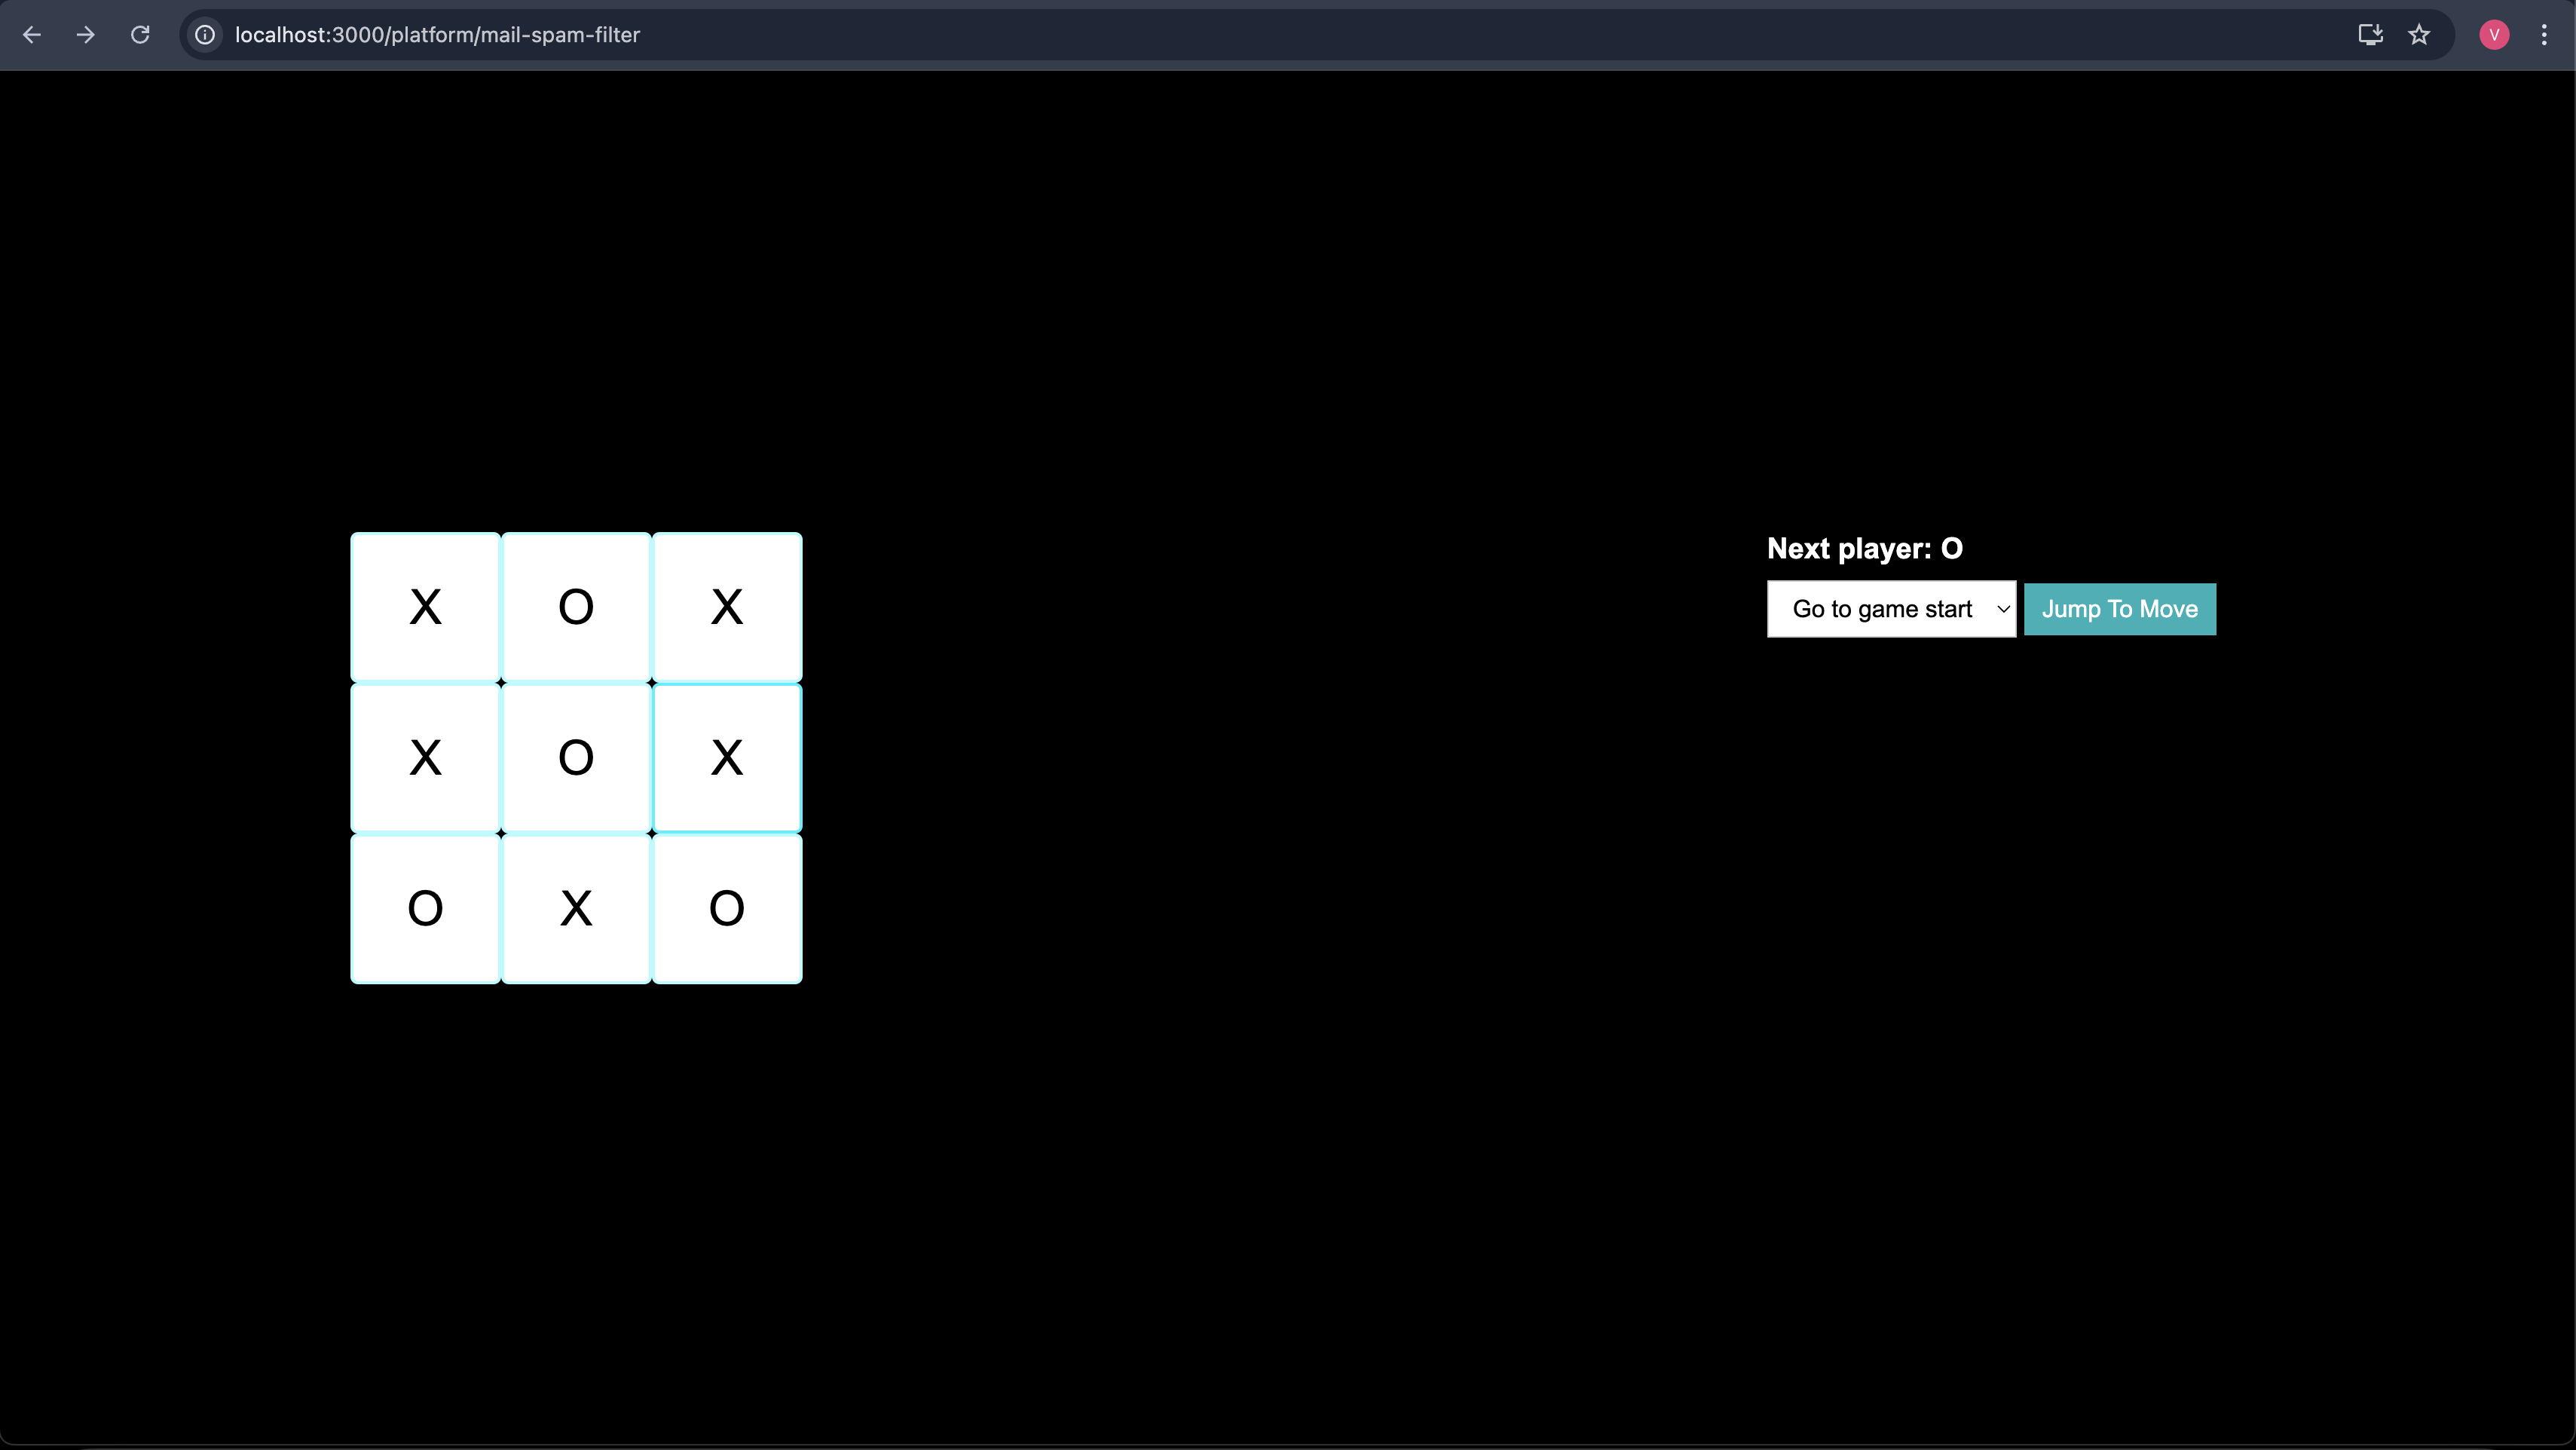 localhost:3000/platform/mail-spam-filter
V
X O X
Next player: O
Go to game start
Jump To Move
X O X
O X O